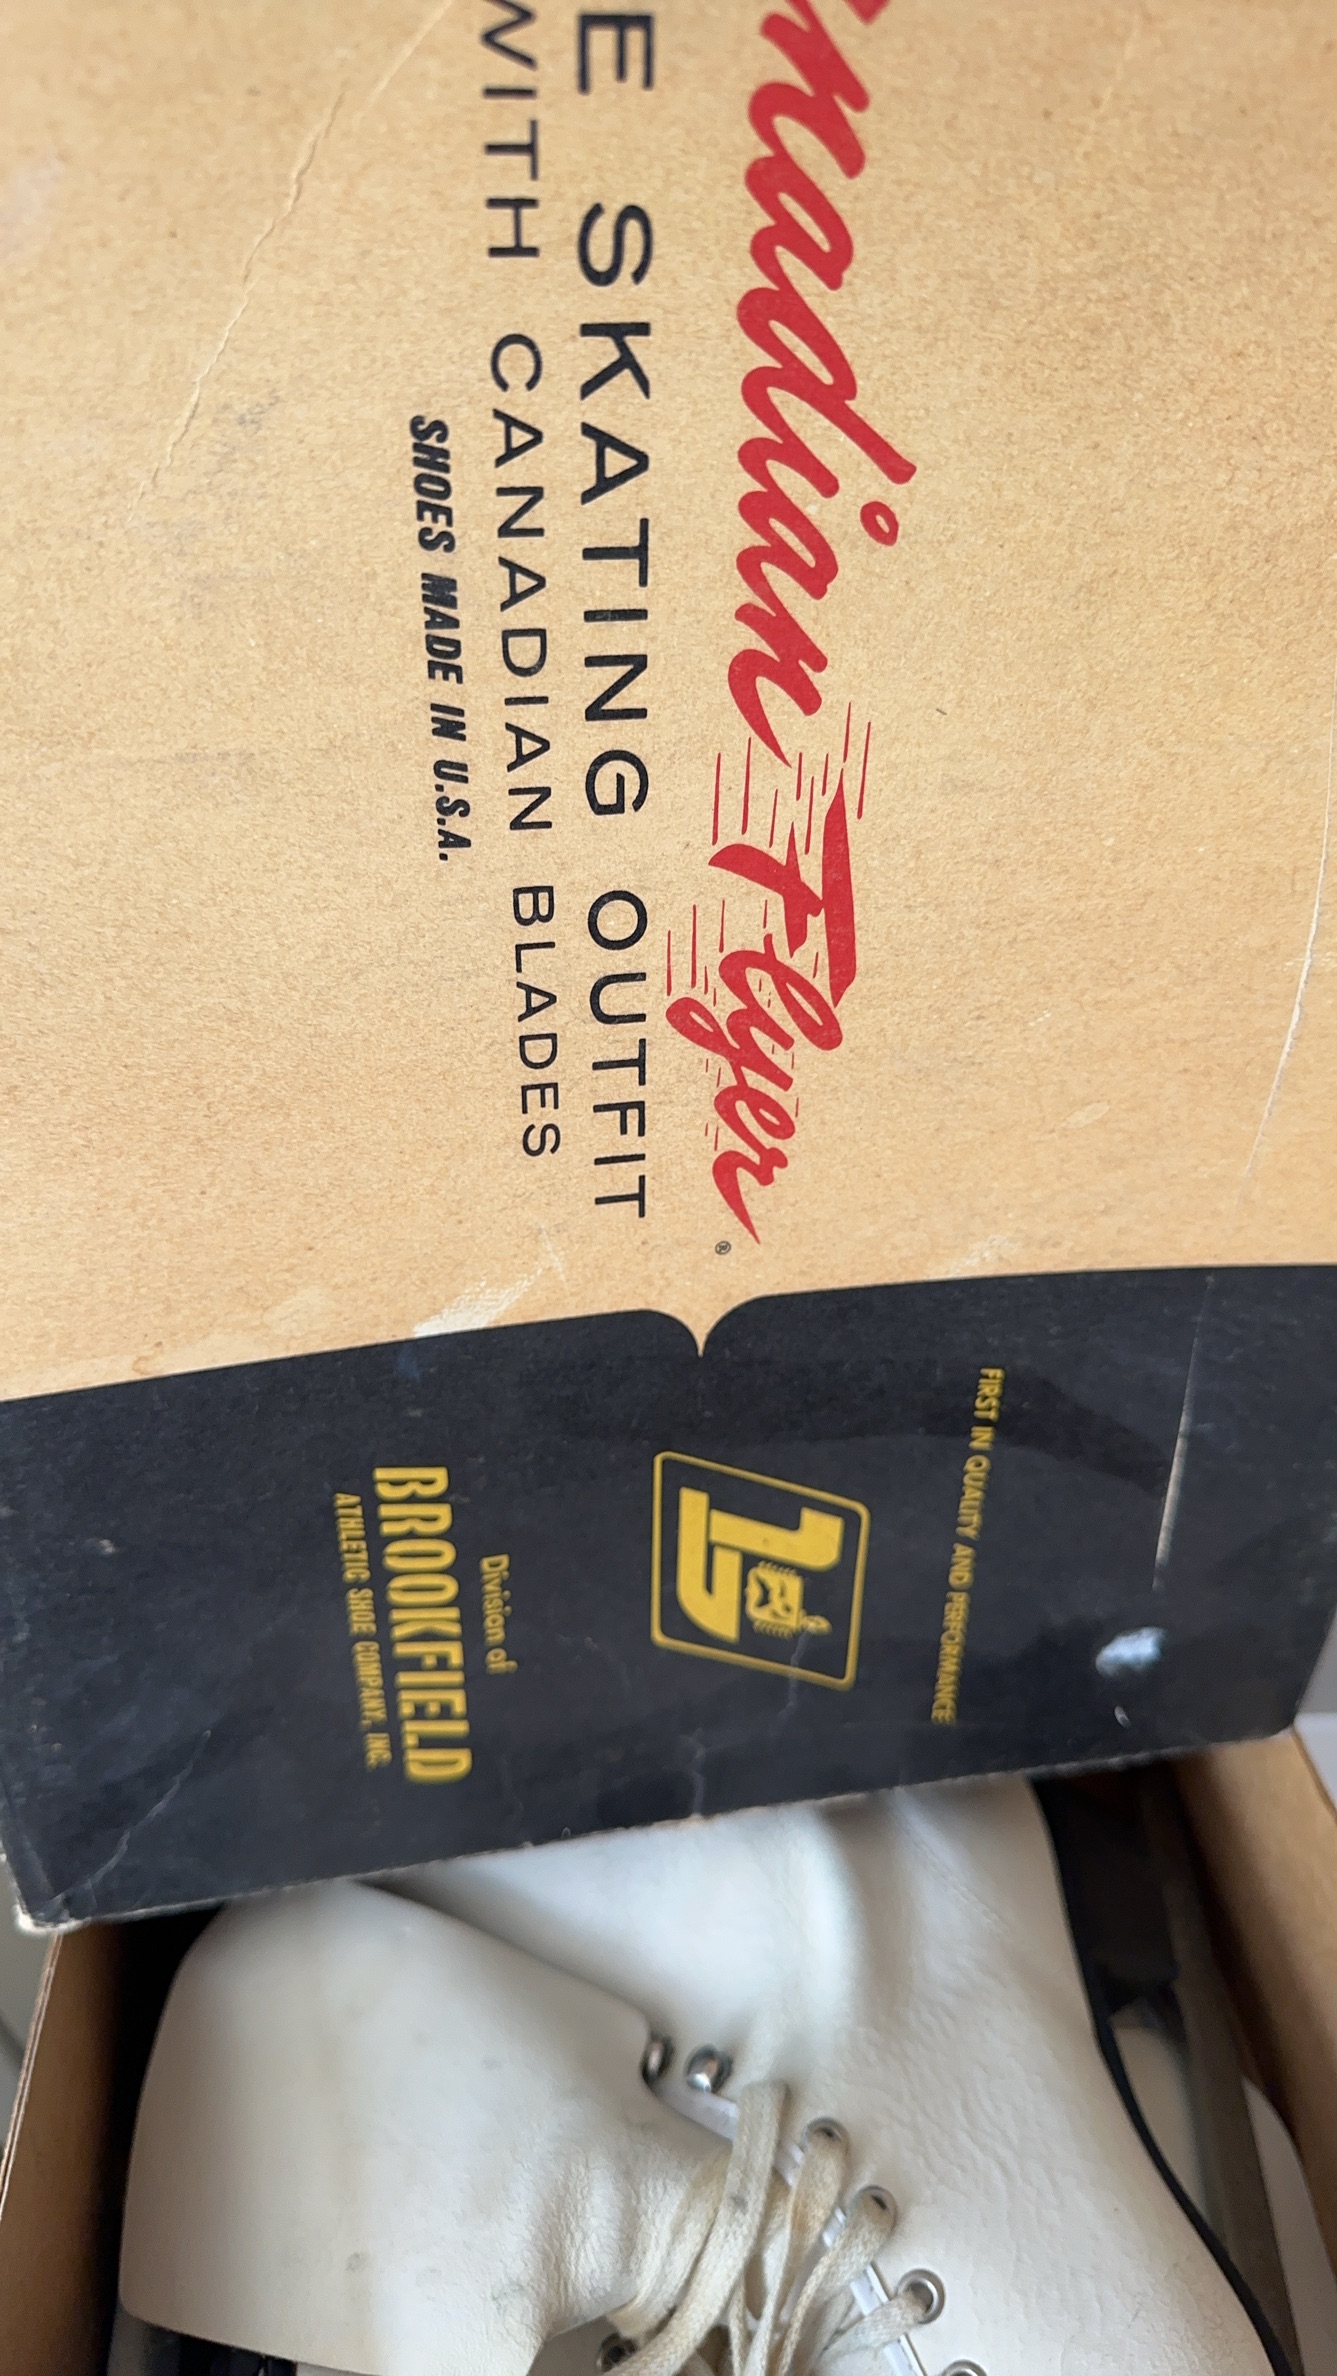 nadian Flyer ®
E SKATING OUTFIT
WITH CANADIAN BLADES
SHOES MADE IN U.S.A.
FIRST IN QUALITY AND PERFORMANCE
Division of
BROOKFIELD
ATHLETIC SHOE COMPANY, INC.